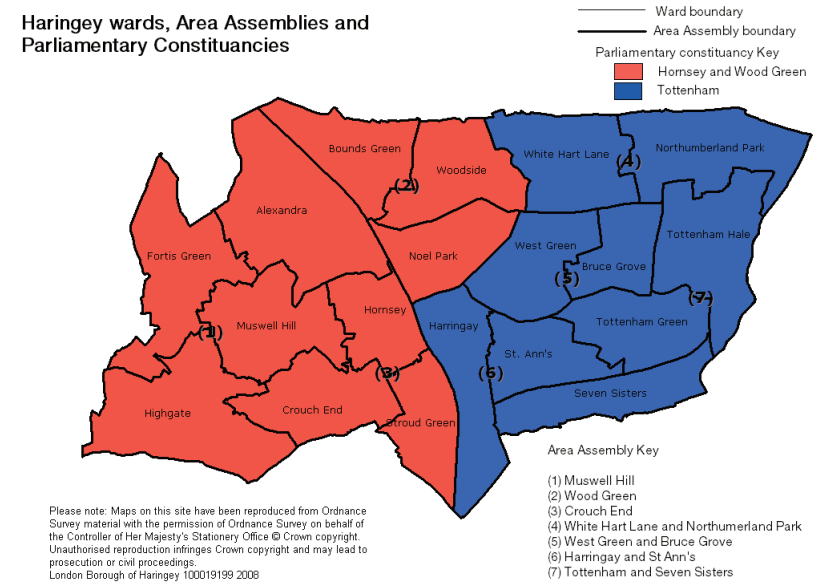 Haringey wards, Area Assemblies and
Parliamentary Constituancies
Ward boundary
Area Assembly boundary
Parliamentary constituancy Key
Hornsey and Wood Green
Tottenham
Bounds Green
Woodside
White Hart Lane
Northumberland Park
(4)
(2)
Alexandra
Tottenham Hale
West Green
Fortis Green
Noel Park
Bruce Grove
(5)
(7)
Hornsey
Muswell Hill
Harringay
Tottenham Green
(1)
St. Ann's
(3)
(6)
Seven Sisters
Highgate
Crouch End
Stroud Green
Area Assembly Key
(1) Muswell Hill
(2) Wood Green
(3) Crouch End
(4) White Hart Lane and Northumerland Park
(5) West Green and Bruce Grove
(6) Harringay and St Ann's
(7) Tottenham and Seven Sisters
Please note: Maps on this site have been reproduced from Ordnance
Survey material with the permission of Ordnance Survey on behalf of
the Controller of Her Majesty's Stationery Office © Crown copyright.
Unauthorised reproduction infringes Crown copyright and may lead to
prosecution or civil proceedings.
London Borough of Haringey 100019199 2008